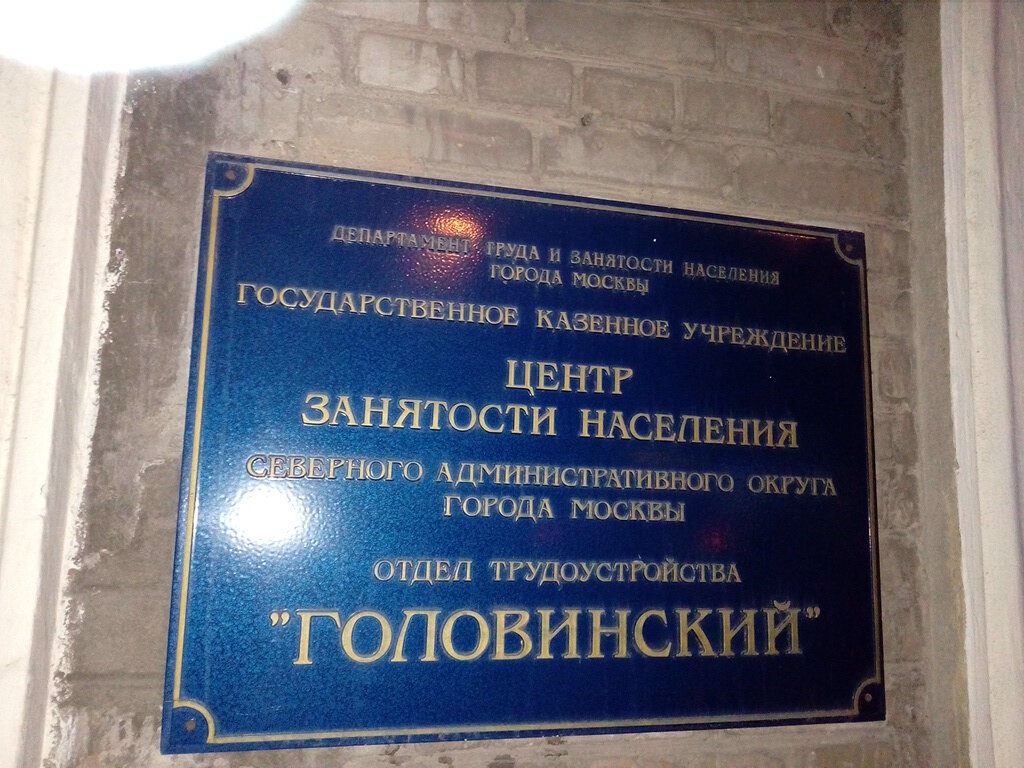 ДЕПАРТАМЕНТ ТРУДА И ЗАНЯТОСТИ НАСЕЛЕНИЯ
ГОРОДА МОСКВЫ
ГОСУДАРСТВЕННОЕ КАЗЕННОЕ УЧРЕЖДЕНИЕ
ЦЕНТР
ЗАНЯТОСТИ НАСЕЛЕНИЯ
СЕВЕРНОГО АДМИНИСТРАТИВНОГО ОКРУГА
ГОРОДА МОСКВЫ
ОТДЕЛ ТРУДОУСТРОЙСТВА
"ГОЛОВИНСКИЙ"